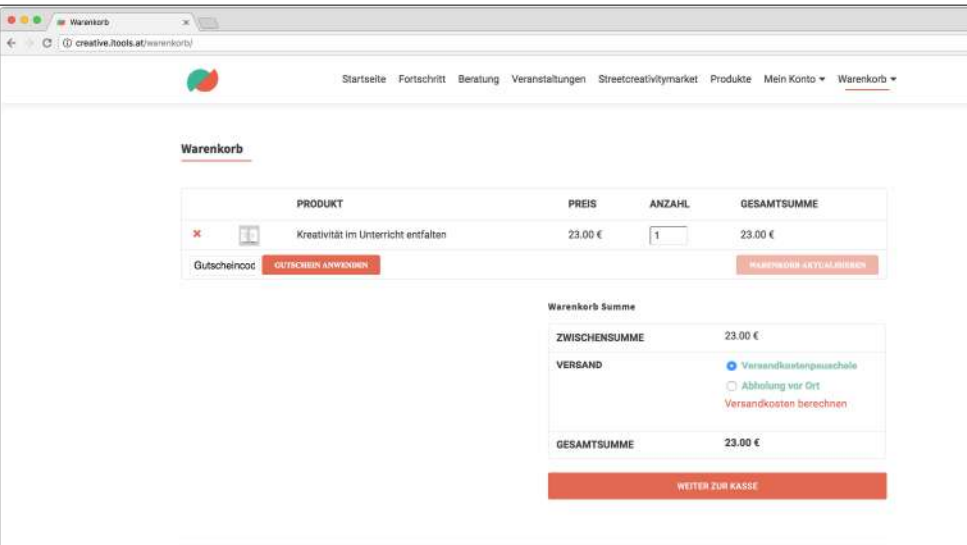 Warenkorb
creative.itools.at/warenkorb/
Startseite Fortschritt Beratung Veranstaltungen Streetcreativitymarket Produkte Mein Konto Warenkorb
Warenkorb
PRODUKT PREIS ANZAHL GESAMTSUMME
Kreativität im Unterricht entfalten 23.00 € 1 23.00 €
Gutscheincod GUTSCHEIN ANWENDEN WARENKORB AKTUALISIEREN
Warenkorb Summe
ZWISCHENSUMME 23.00 €
VERSAND Versandkostenpauschale
Abholung vor Ort
Versandkosten berechnen
GESAMTSUMME 23.00 €
WEITER ZUR KASSE